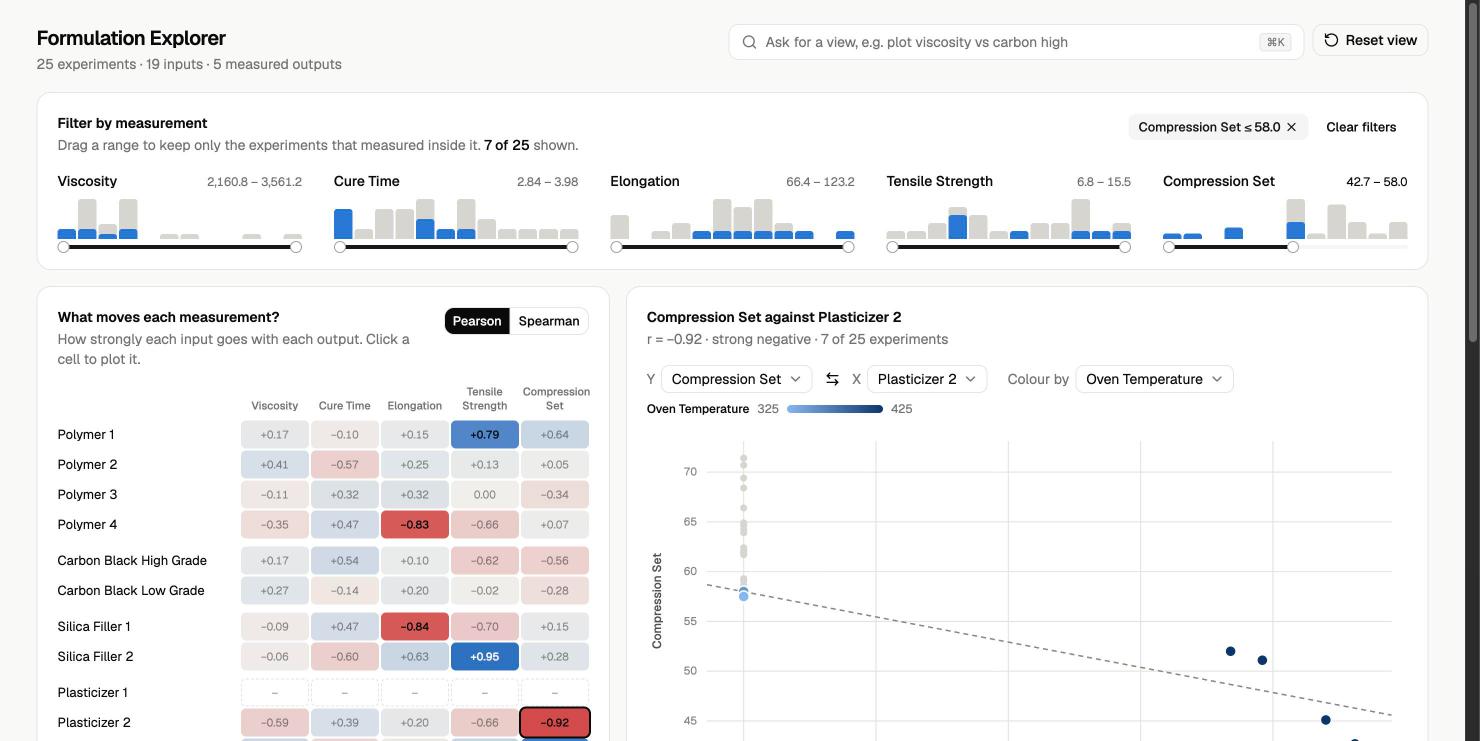 Formulation Explorer
25 experiments · 19 inputs · 5 measured outputs
Ask for a view, e.g. plot viscosity vs carbon high
⌘K
Reset view
Filter by measurement
Drag a range to keep only the experiments that measured inside it. 7 of 25 shown.
Compression Set ≤ 58.0 ×
Clear filters
Viscosity 2,160.8 – 3,561.2
Cure Time 2.84 – 3.98
Elongation 66.4 – 123.2
Tensile Strength 6.8 – 15.5
Compression Set 42.7 – 58.0
What moves each measurement?
How strongly each input goes with each output. Click a
cell to plot it.
Pearson Spearman
Viscosity Cure Time Elongation Tensile Strength Compression Set
Polymer 1 +0.17 −0.10 +0.15 +0.79 +0.64
Polymer 2 +0.41 −0.57 +0.25 +0.13 +0.05
Polymer 3 −0.11 +0.32 +0.32 0.00 −0.34
Polymer 4 −0.35 +0.47 −0.83 −0.66 +0.07
Carbon Black High Grade +0.17 +0.54 +0.10 −0.62 −0.56
Carbon Black Low Grade +0.27 −0.14 +0.20 −0.02 −0.28
Silica Filler 1 −0.09 +0.47 −0.84 −0.70 +0.15
Silica Filler 2 −0.06 −0.60 +0.63 +0.95 +0.28
Plasticizer 1 – – – – –
Plasticizer 2 −0.59 +0.39 +0.20 −0.66 −0.92
Compression Set against Plasticizer 2
r = −0.92 · strong negative · 7 of 25 experiments
Y Compression Set X Plasticizer 2 Colour by Oven Temperature
Oven Temperature 325 425
Compression Set
70
65
60
55
50
45